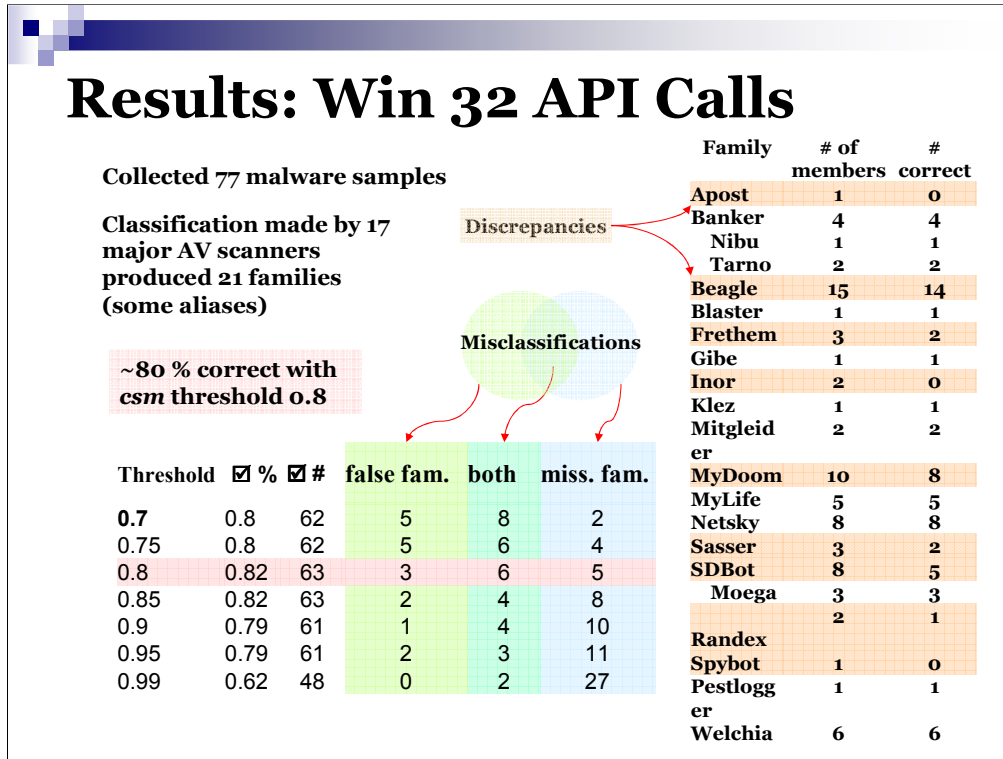 Results: Win 32 API Calls
Collected 77 malware samples
Classification made by 17
major AV scanners
produced 21 families
(some aliases)
~80 % correct with
csm threshold 0.8
Discrepancies
Misclassifications
Threshold ☑ % ☑ # false fam. both miss. fam.
0.7 0.8 62 5 8 2
0.75 0.8 62 5 6 4
0.8 0.82 63 3 6 5
0.85 0.82 63 2 4 8
0.9 0.79 61 1 4 10
0.95 0.79 61 2 3 11
0.99 0.62 48 0 2 27
Family # of #
members correct
Apost 1 0
Banker 4 4
Nibu 1 1
Tarno 2 2
Beagle 15 14
Blaster 1 1
Frethem 3 2
Gibe 1 1
Inor 2 0
Klez 1 1
Mitgleid 2 2
er
MyDoom 10 8
MyLife 5 5
Netsky 8 8
Sasser 3 2
SDBot 8 5
Moega 3 3
2 1
Randex
Spybot 1 0
Pestlogg 1 1
er
Welchia 6 6